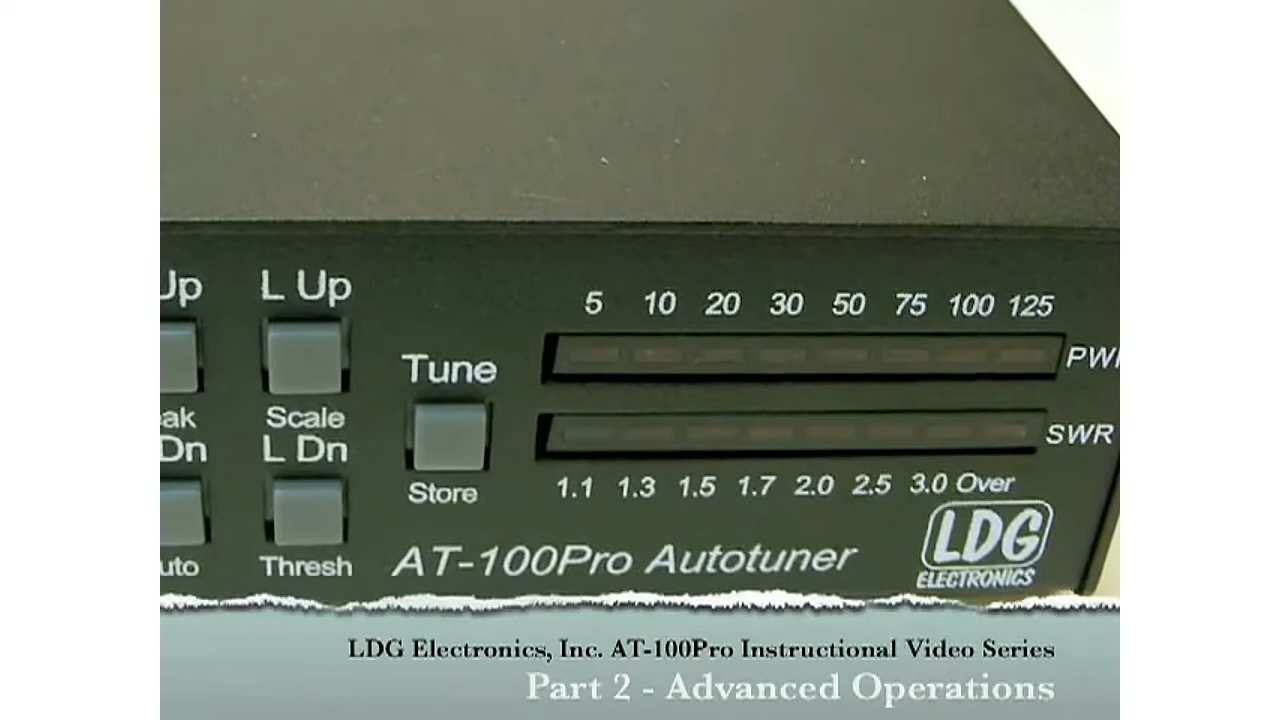 Up L Up
5 10 20 30 50 75 100 125
PWR
Tune
Scale
Dn L Dn
SWR
Store
1.1 1.3 1.5 1.7 2.0 2.5 3.0 Over
Thresh
AT-100Pro Autotuner
LDG
ELECTRONICS
LDG Electronics, Inc. AT-100Pro Instructional Video Series
Part 2 - Advanced Operations